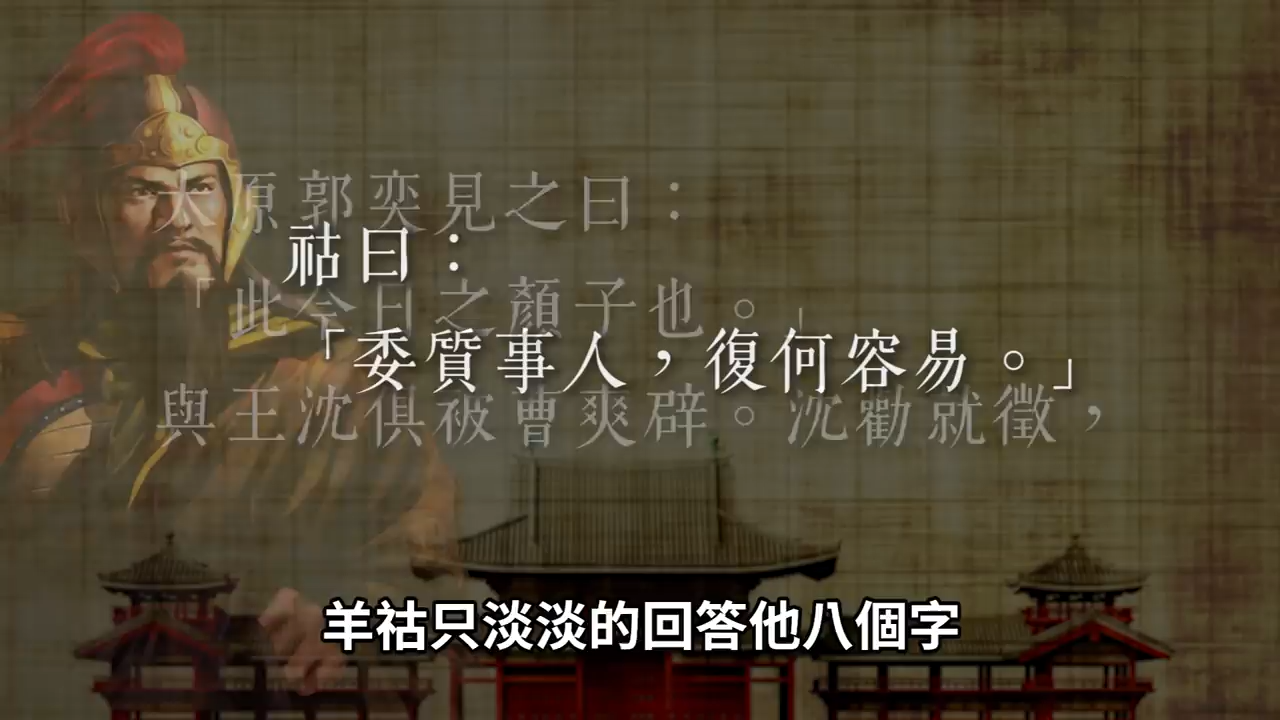 大原郭奕見之曰：
祜曰：
「此今日之顏子也。」
「委質事人，復何容易。」
與王沈俱被曹爽辟。沈勸就徵，
羊祜只淡淡的回答他八個字